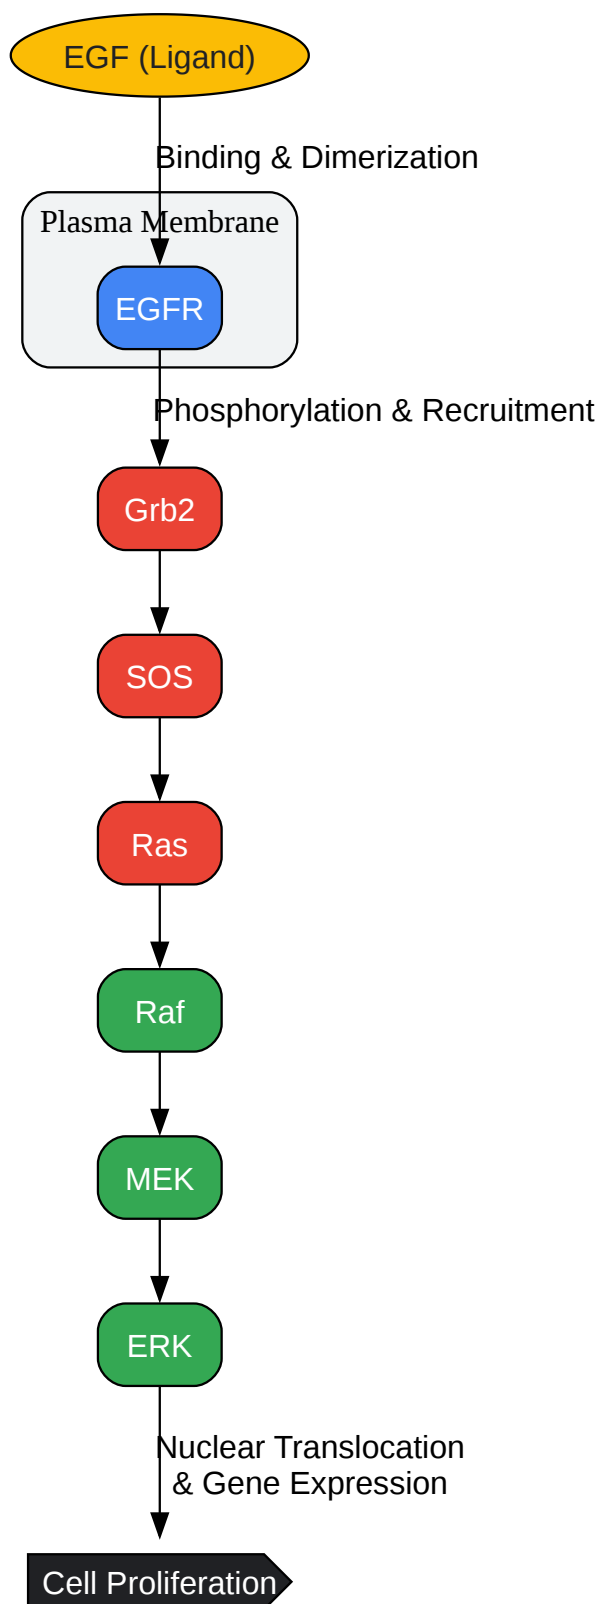 EGF (Ligand)
Binding & Dimerization
Plasma Membrane
EGFR
Phosphorylation & Recruitment
Grb2
SOS
Ras
Raf
MEK
ERK
Nuclear Translocation
& Gene Expression
Cell Proliferation